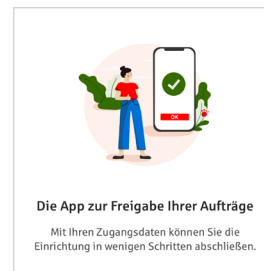 OK
Die App zur Freigabe Ihrer Aufträge
Mit Ihren Zugangsdaten können Sie die
Einrichtung in wenigen Schritten abschließen.